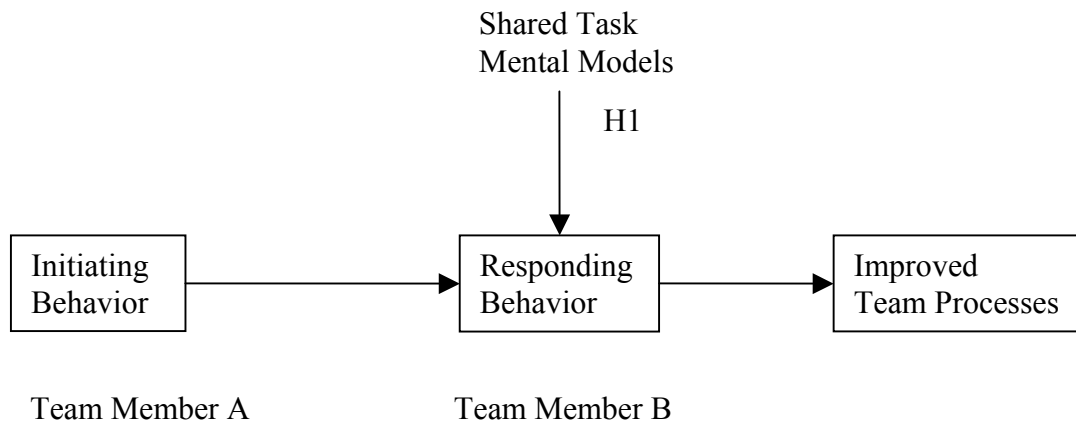 Shared Task
Mental Models
H1
Initiating
Behavior
Responding
Behavior
Improved
Team Processes
Team Member A
Team Member B